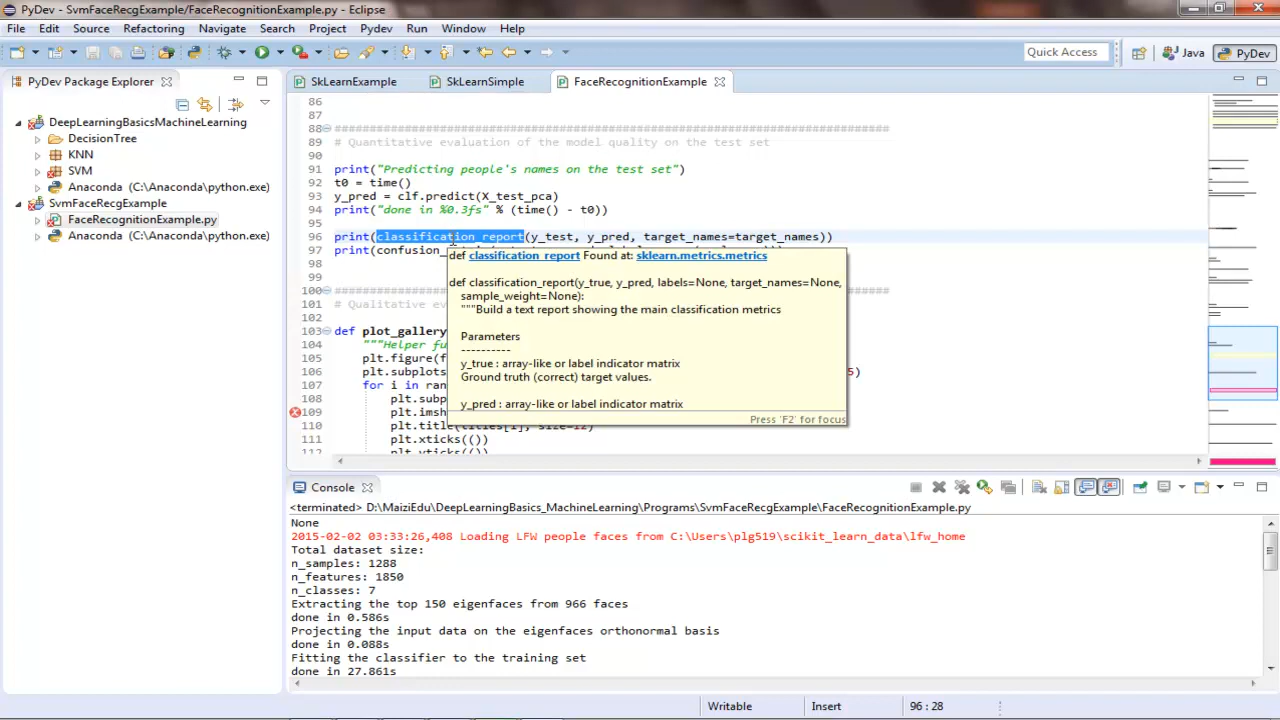 PyDev - SvmFaceRecgExample/FaceRecognitionExample.py - Eclipse
File Edit Source Refactoring Navigate Search Project Pydev Run Window Help
Quick Access
Java
PyDev
PyDev Package Explorer
DeepLearningBasicsMachineLearning
DecisionTree
KNN
SVM
Anaconda (C:\Anaconda\python.exe)
SvmFaceRecgExample
FaceRecognitionExample.py
Anaconda (C:\Anaconda\python.exe)
SkLearnExample SkLearnSimple FaceRecognitionExample
86
87
88 ###############################################################################
89 # Quantitative evaluation of the model quality on the test set
90
91 print("Predicting people's names on the test set")
92 t0 = time()
93 y_pred = clf.predict(X_test_pca)
94 print("done in %0.3fs" % (time() - t0))
95
96 print(classification_report(y_test, y_pred, target_names=target_names))
97 print(confusion_
98
99
100
101 # Qualitative ev
102
103 def plot_gallery
104 """Helper fu
105 plt.figure(f
106 plt.subplots 5)
107 for i in ran
108 plt.subp
109 plt.imsh
110 plt.title(titles[i], size=12)
111 plt.xticks(())
112 plt.yticks(())
def classification_report Found at: sklearn.metrics.metrics
def classification_report(y_true, y_pred, labels=None, target_names=None,
sample_weight=None):
"""Build a text report showing the main classification metrics
Parameters
----------
y_true : array-like or label indicator matrix
Ground truth (correct) target values.
y_pred : array-like or label indicator matrix
Press 'F2' for focus
Console
<terminated> D:\MaiziEdu\DeepLearningBasics_MachineLearning\Programs\SvmFaceRecgExample\FaceRecognitionExample.py
None
2015-02-02 03:33:26,408 Loading LFW people faces from C:\Users\plg519\scikit_learn_data\lfw_home
Total dataset size:
n_samples: 1288
n_features: 1850
n_classes: 7
Extracting the top 150 eigenfaces from 966 faces
done in 0.586s
Projecting the input data on the eigenfaces orthonormal basis
done in 0.088s
Fitting the classifier to the training set
done in 27.861s
Writable Insert 96 : 28